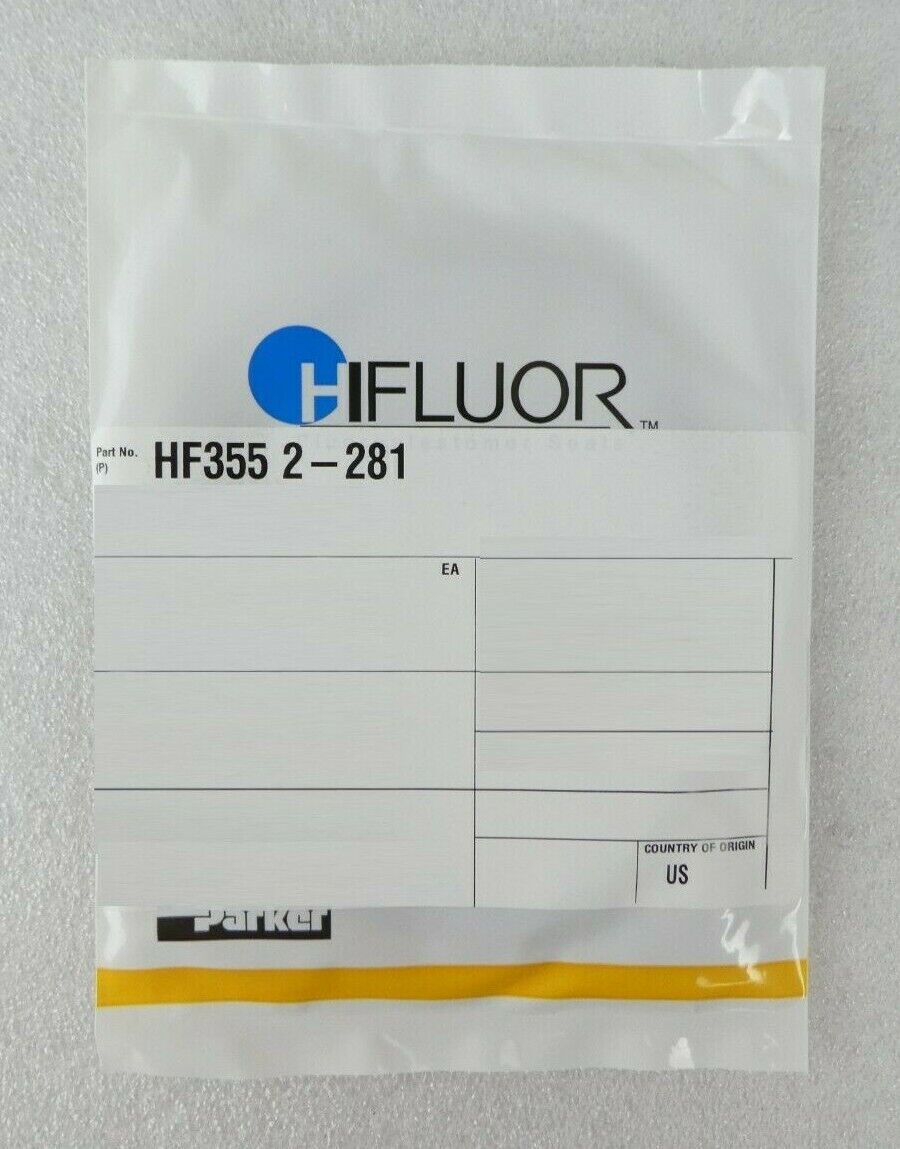 HIFLUOR™
Part No. HF355 2-281
(P)
EA
COUNTRY OF ORIGIN
US
Parker